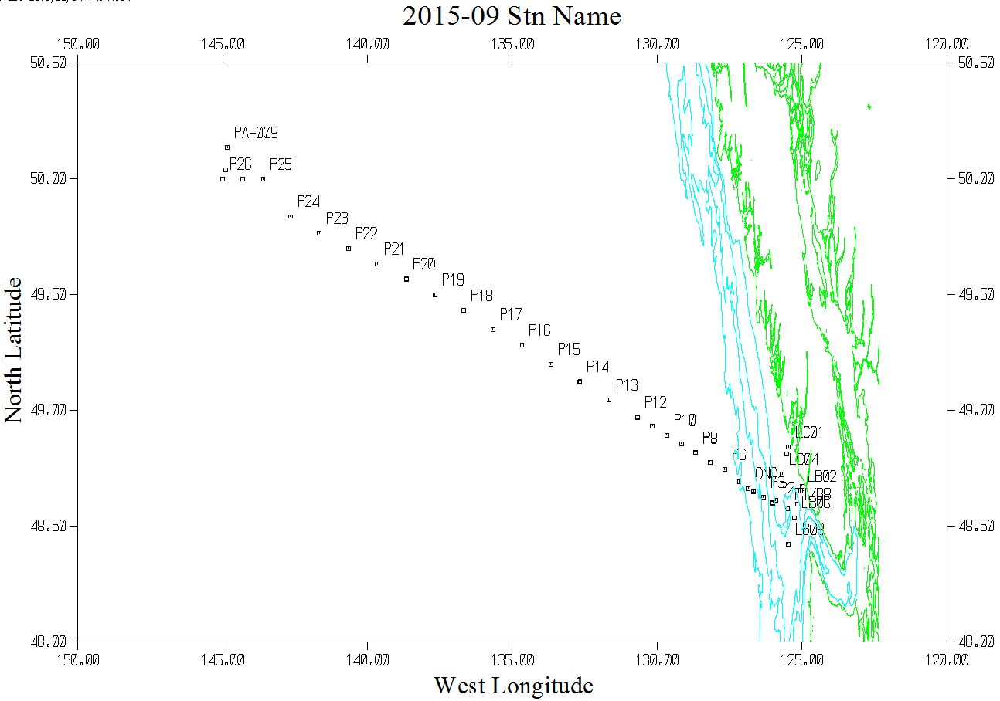 2015-09 Stn Name
150.00 145.00 140.00 135.00 130.00 125.00 120.00
50.50 50.50
PA-009
P26 P25
50.00 50.00
P24
P23
P22
P21
P20
P19
49.50 49.50
P18
P17
P16
P15
P14
P13
49.00 49.00
P12
P10
LC01
P8
P6
LC04
ONC
LB02
P2
LB08
48.50 48.50
48.00 48.00
150.00 145.00 140.00 135.00 130.00 125.00 120.00
West Longitude
North Latitude